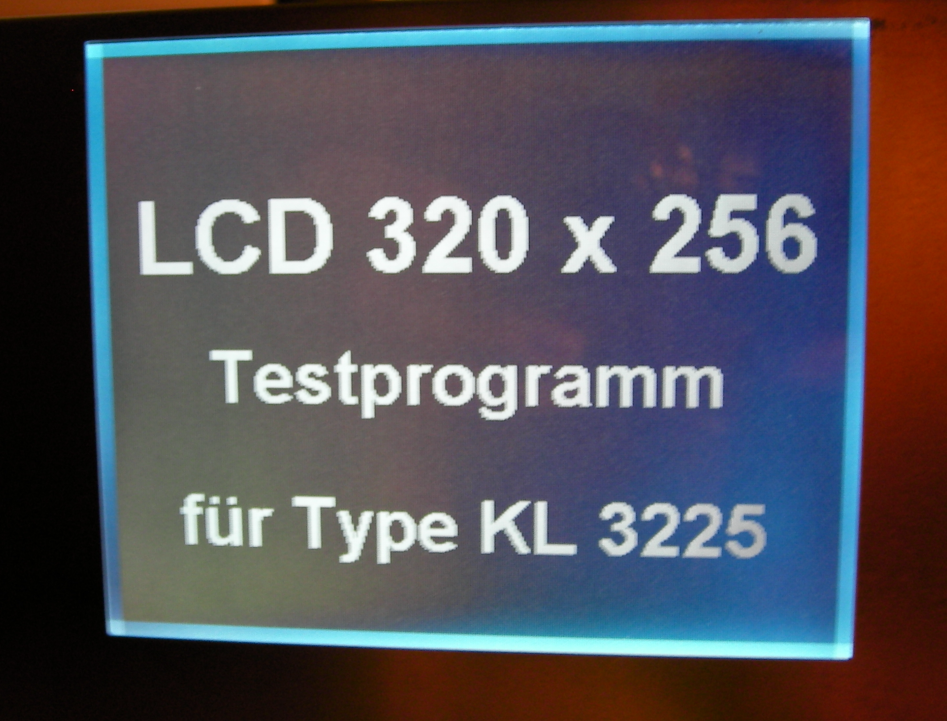 LCD 320 x 256
Testprogramm
für Type KL 3225